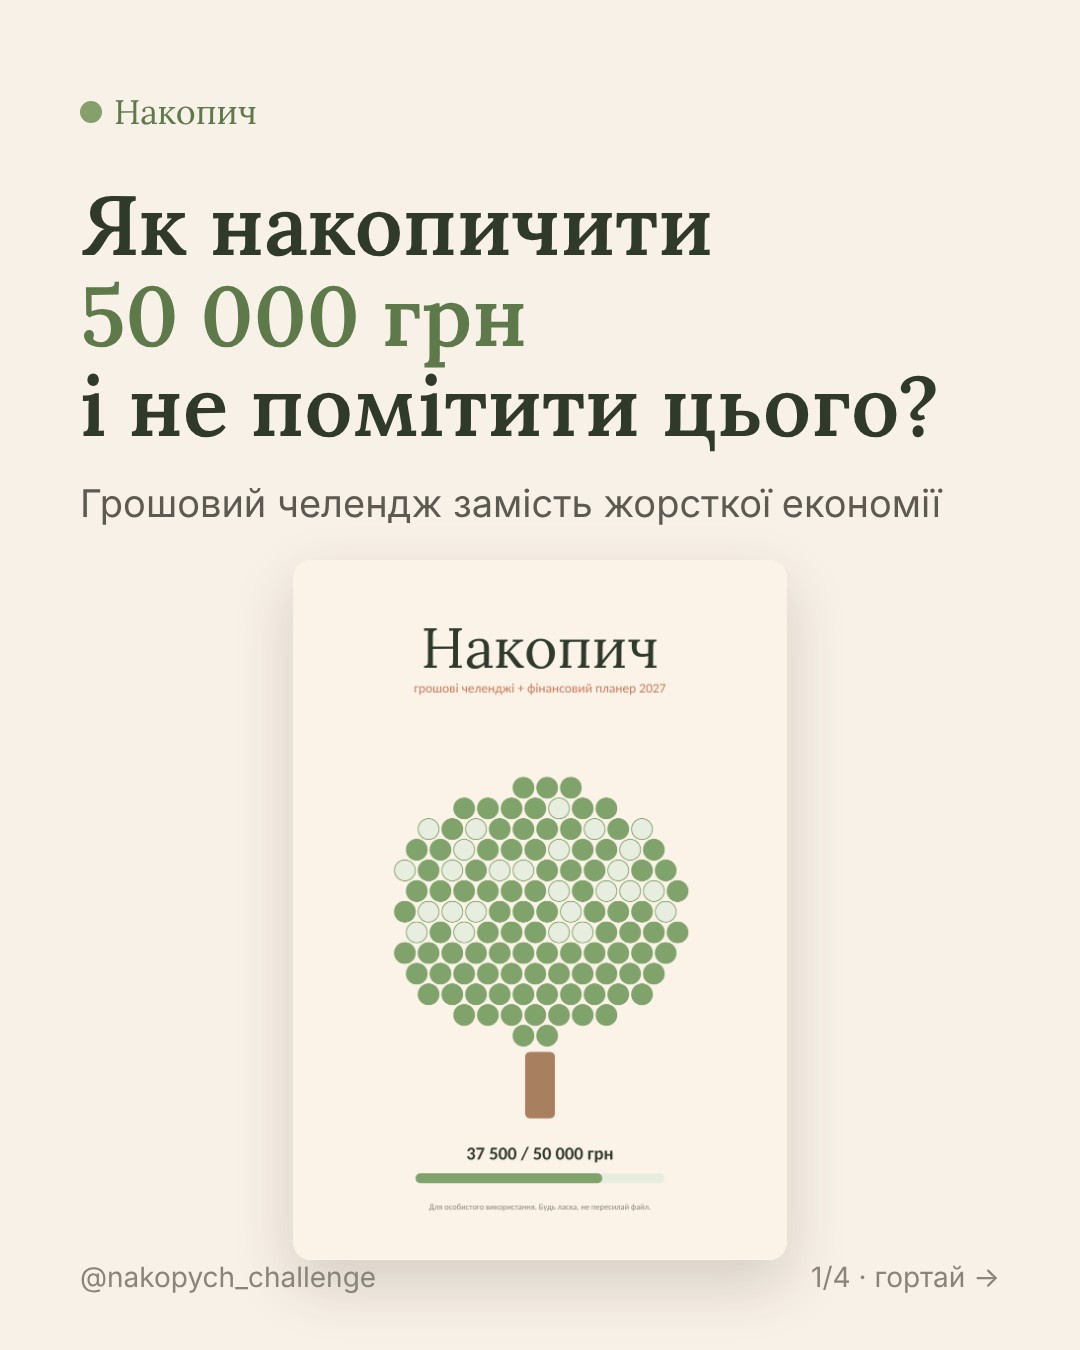 Накопич
Як накопичити
50 000 грн
і не помітити цього?
Грошовий челендж замість жорсткої економії
Накопич
грошові челенджі + фінансовий планер 2027
37 500 / 50 000 грн
Для особистого використання. Будь ласка, не пересилай файл.
@nakopych_challenge
1/4 · гортай →